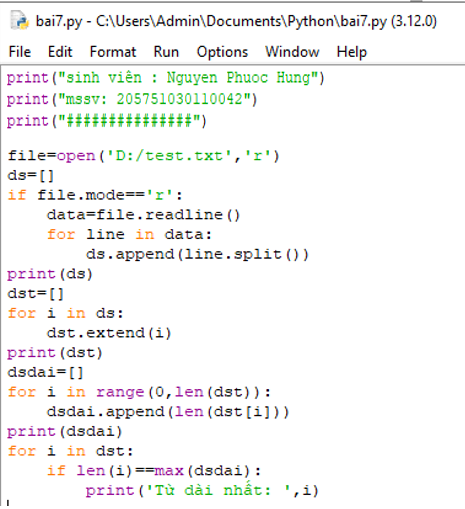 bai7.py - C:\Users\Admin\Documents\Python\bai7.py (3.12.0)
File Edit Format Run Options Window Help
print("sinh viên : Nguyen Phuoc Hung")
print("mssv: 205751030110042")
print("###############")

file=open('D:/test.txt','r')
ds=[]
if file.mode=='r':
    data=file.readline()
    for line in data:
        ds.append(line.split())
print(ds)
dst=[]
for i in ds:
    dst.extend(i)
print(dst)
dsdai=[]
for i in range(0,len(dst)):
    dsdai.append(len(dst[i]))
print(dsdai)
for i in dst:
    if len(i)==max(dsdai):
        print('Từ dài nhất: ',i)